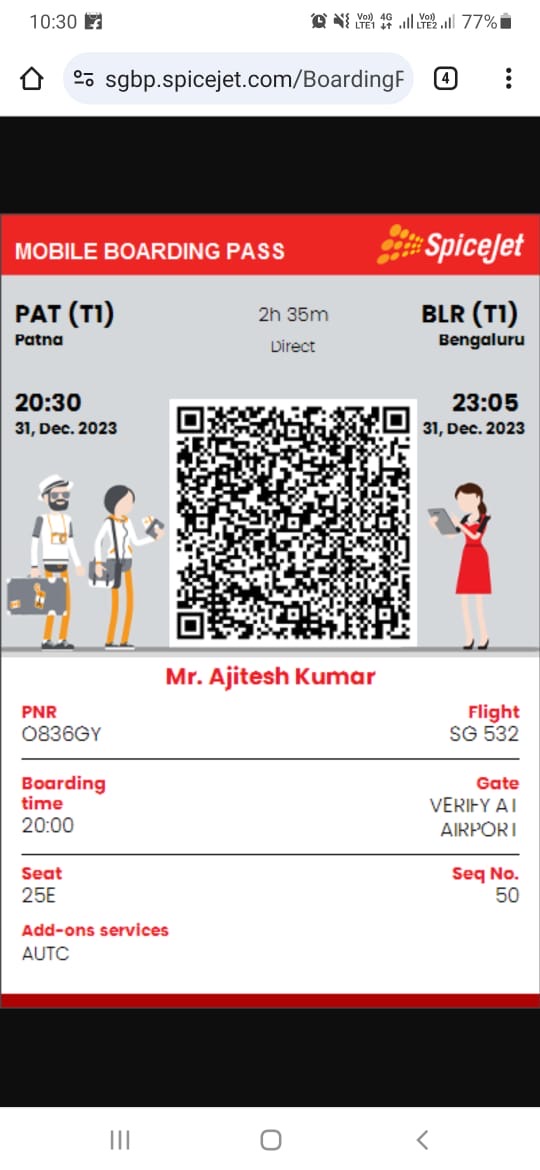 10:30 Vo)) LTE1 4G Vo)) LTE2 77%
sgbp.spicejet.com/BoardingP 4
MOBILE BOARDING PASS SpiceJet
PAT (T1) 2h 35m BLR (T1)
Patna Direct Bengaluru
20:30 23:05
31, Dec. 2023 31, Dec. 2023
Mr. Ajitesh Kumar
PNR Flight
O836GY SG 532
Boarding Gate
time VERIFY AT
20:00 AIRPORT
Seat Seq No.
25E 50
Add-ons services
AUTC